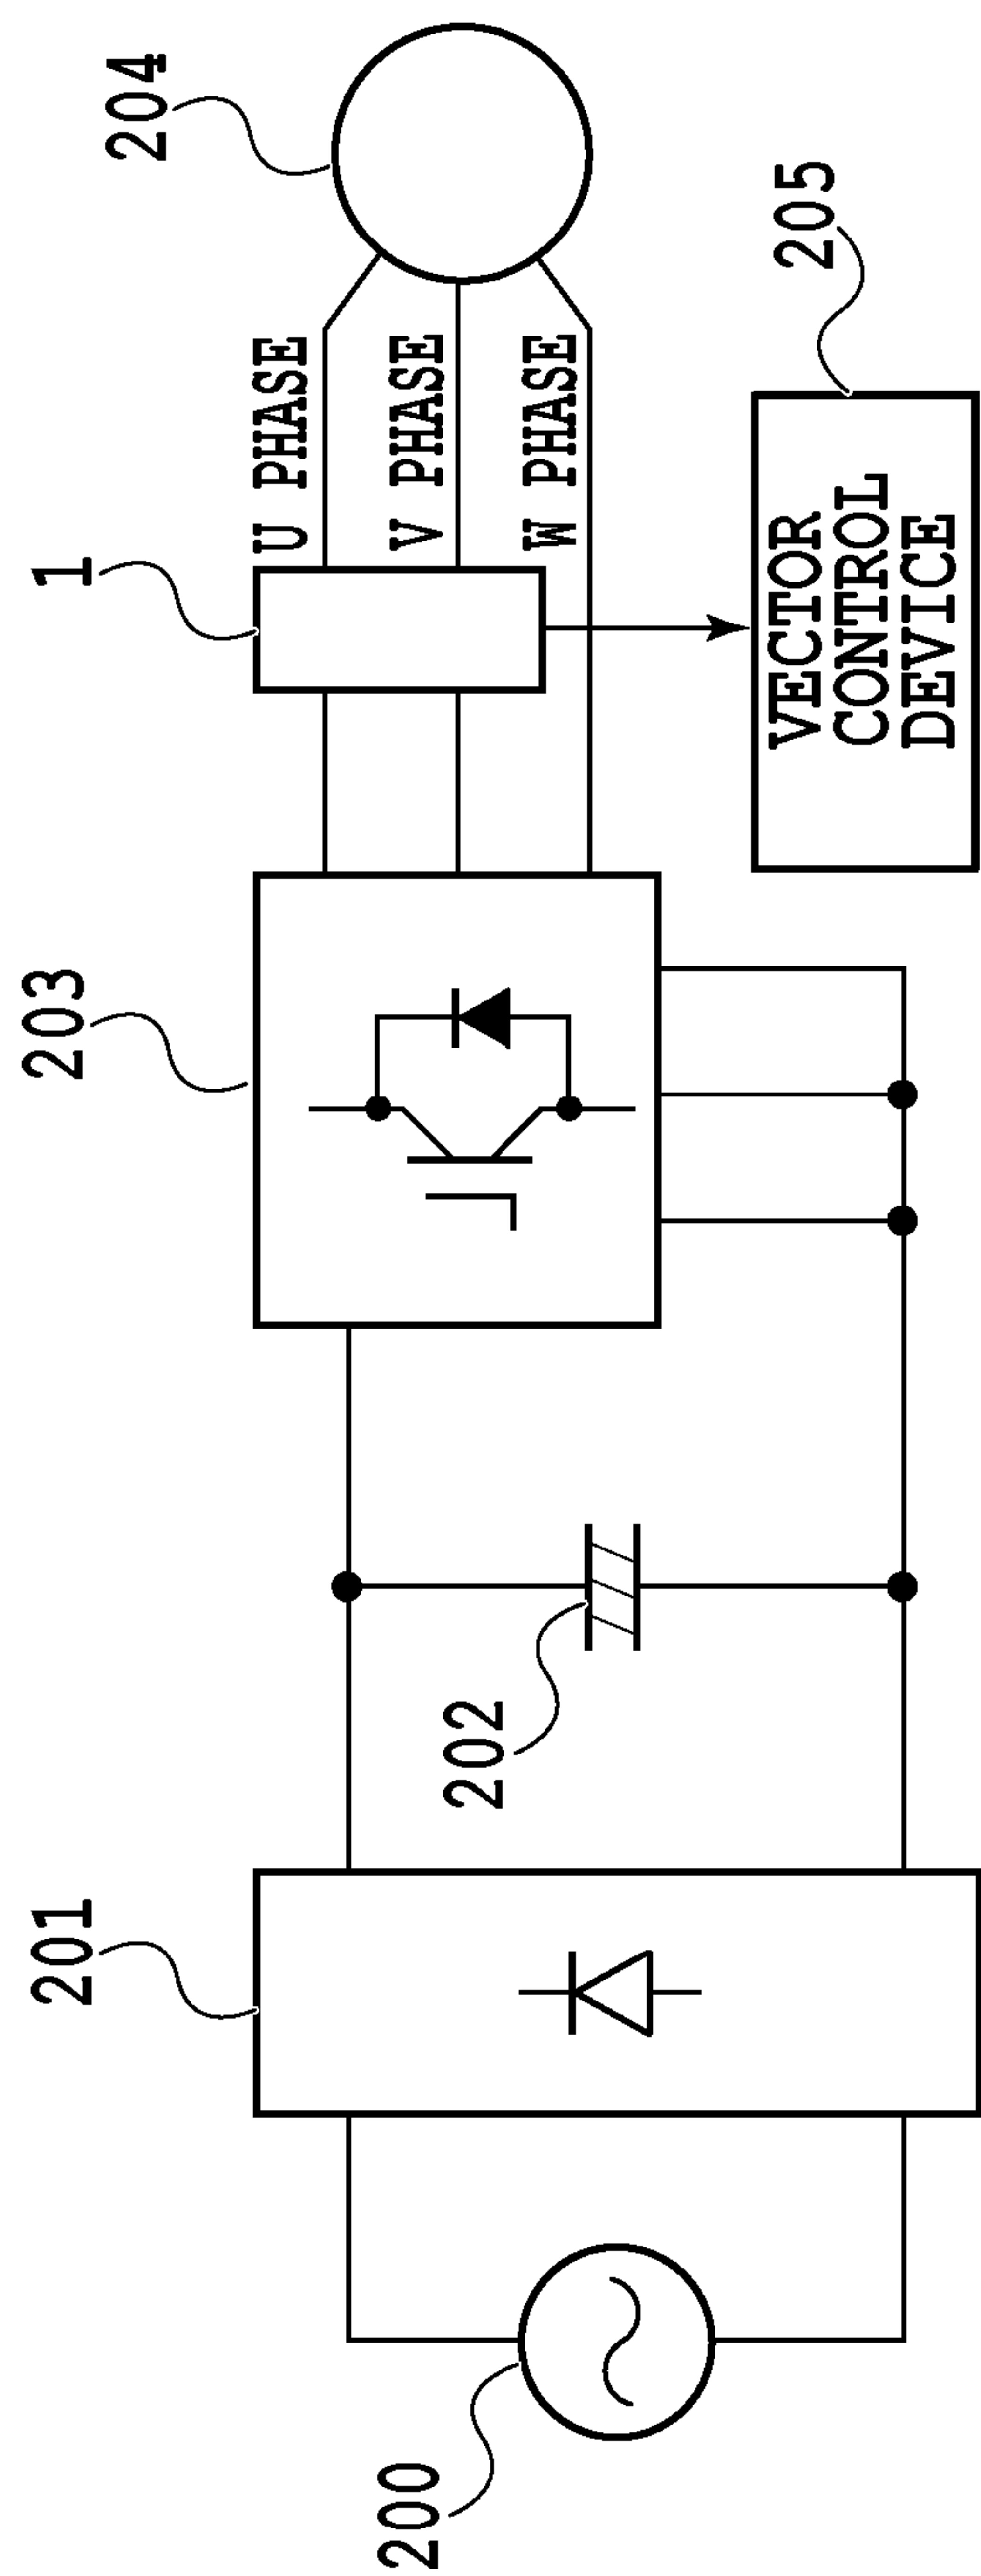 200
201
202
203
1
204
U PHASE
V PHASE
W PHASE
205
VECTOR
CONTROL
DEVICE